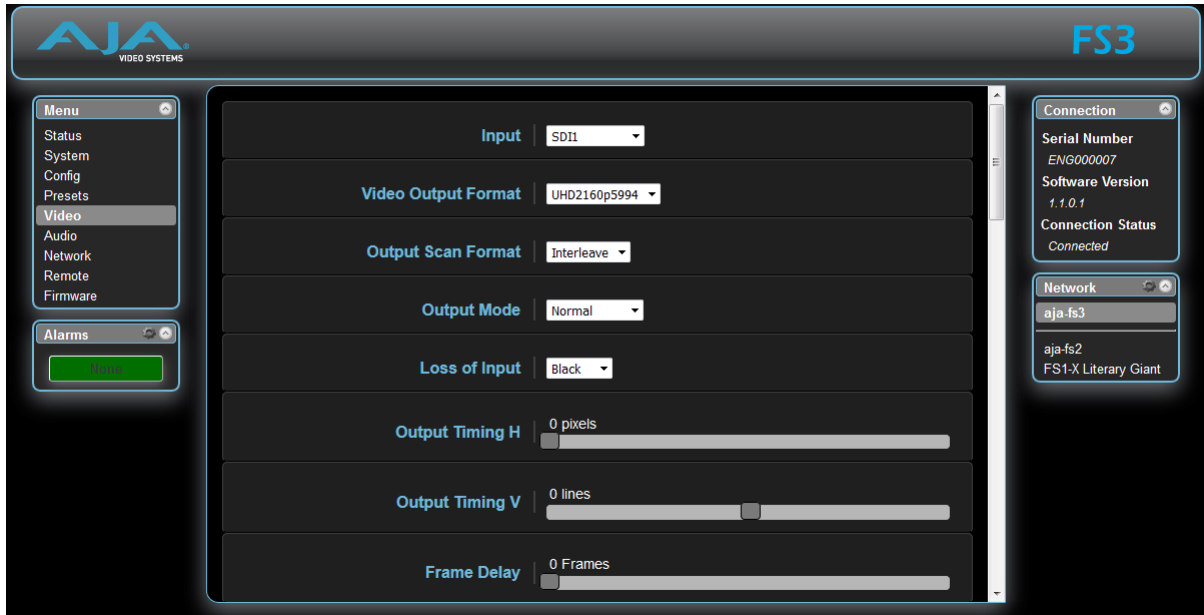 AJA®
VIDEO SYSTEMS
FS3
Menu
Status
System
Config
Presets
Video
Audio
Network
Remote
Firmware
Alarms
None
Input SDI1
Video Output Format UHD2160p5994
Output Scan Format Interleave
Output Mode Normal
Loss of Input Black
Output Timing H 0 pixels
Output Timing V 0 lines
Frame Delay 0 Frames
Connection
Serial Number
ENG000007
Software Version
1.1.0.1
Connection Status
Connected
Network
aja-fs3
aja-fs2
FS1-X Literary Giant